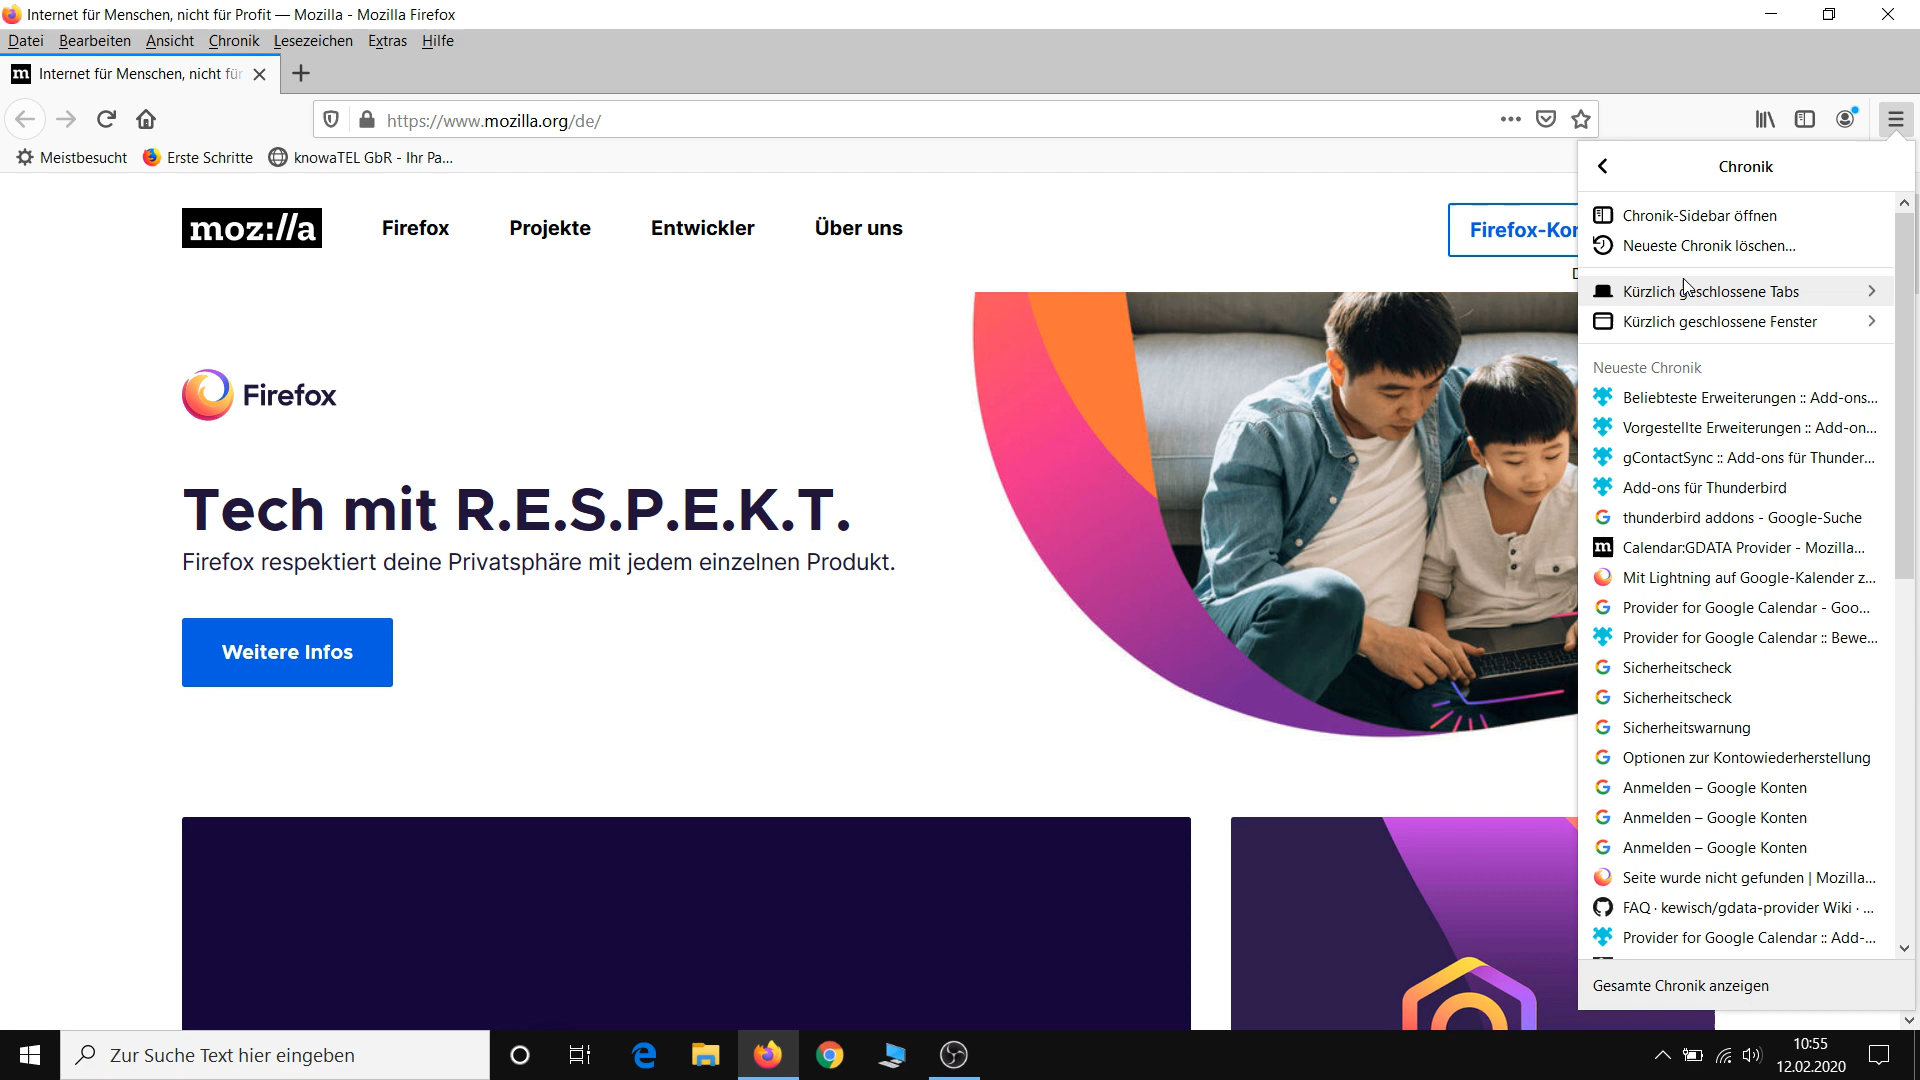 Internet für Menschen, nicht für Profit — Mozilla - Mozilla Firefox
Datei Bearbeiten Ansicht Chronik Lesezeichen Extras Hilfe
Internet für Menschen, nicht für
https://www.mozilla.org/de/
Meistbesucht Erste Schritte knowaTEL GbR - Ihr Pa...
moz://a Firefox Projekte Entwickler Über uns
Firefox-Kon
Firefox
Tech mit R.E.S.P.E.K.T.
Firefox respektiert deine Privatsphäre mit jedem einzelnen Produkt.
Weitere Infos
Chronik
Chronik-Sidebar öffnen
Neueste Chronik löschen...
Kürzlich geschlossene Tabs
Kürzlich geschlossene Fenster
Neueste Chronik
Beliebteste Erweiterungen :: Add-ons...
Vorgestellte Erweiterungen :: Add-on...
gContactSync :: Add-ons für Thunder...
Add-ons für Thunderbird
thunderbird addons - Google-Suche
Calendar:GDATA Provider - Mozilla...
Mit Lightning auf Google-Kalender z...
Provider for Google Calendar - Goo...
Provider for Google Calendar :: Bewe...
Sicherheitscheck
Sicherheitscheck
Sicherheitswarnung
Optionen zur Kontowiederherstellung
Anmelden – Google Konten
Anmelden – Google Konten
Anmelden – Google Konten
Seite wurde nicht gefunden | Mozilla...
FAQ · kewisch/gdata-provider Wiki · ...
Provider for Google Calendar :: Add-...
Gesamte Chronik anzeigen
Zur Suche Text hier eingeben
10:55
12.02.2020